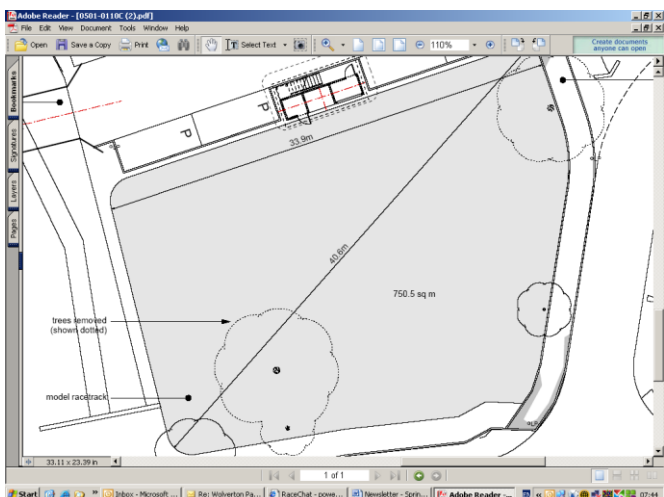 Adobe Reader - [0501-0110C (2).pdf]
File Edit View Document Tools Window Help
Open Save a Copy Print Select Text 110% Create documents anyone can open
Bookmarks
Signatures
Layers
Pages
P
P
33.9m
40.6m
750.5 sq m
trees removed
(shown dotted)
model racetrack
33.11 x 23.39 in
1 of 1
Start Inbox - Microsoft ... Re: Wolverton Pa... RaceChat - powe... Newsletter - Sprin... Adobe Reader - ... 07:44